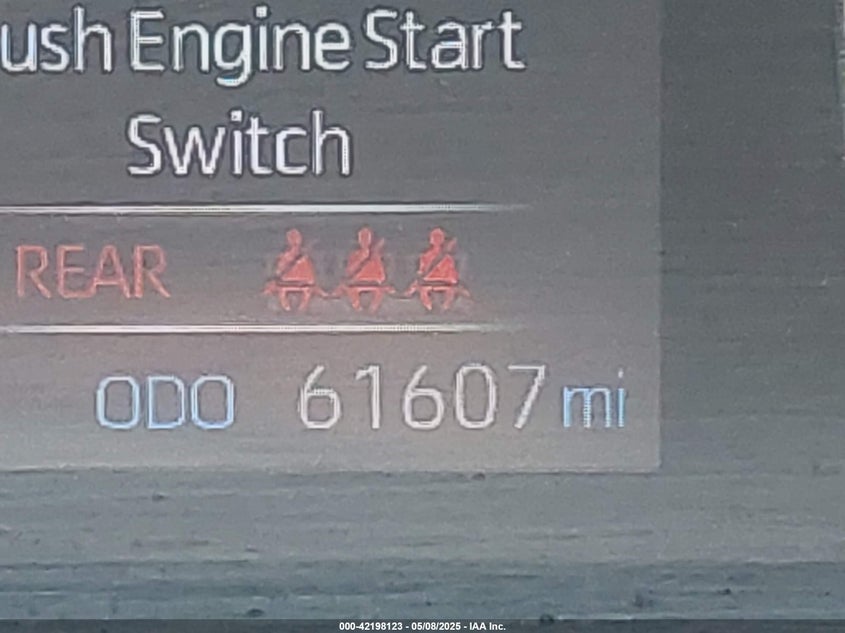 ush Engine Start
Switch
REAR
ODO 61607 mi
000-42198123 - 05/08/2025 - IAA Inc.